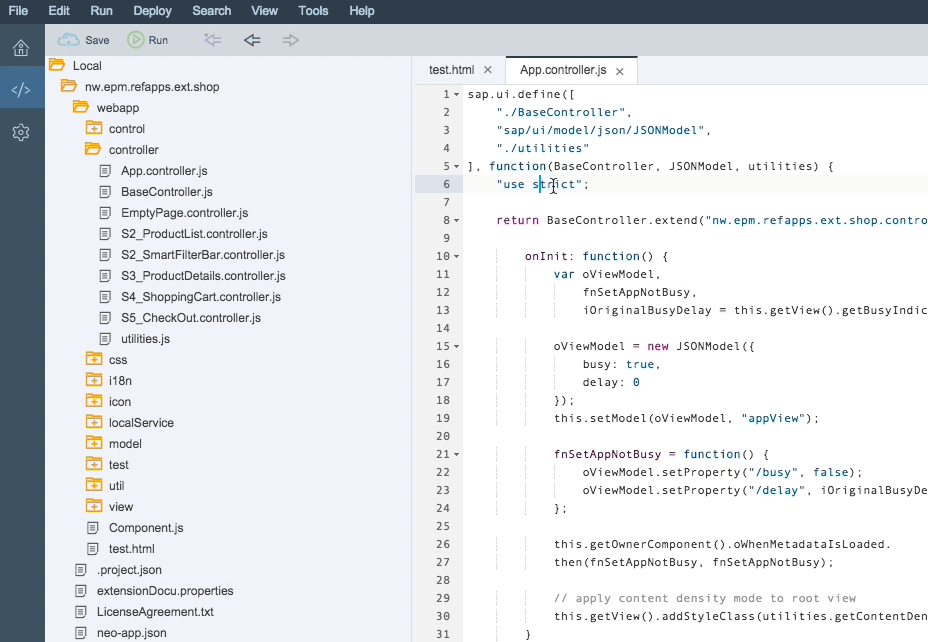 File Edit Run Deploy Search View Tools Help
Save Run
Local
nw.epm.refapps.ext.shop
webapp
control
controller
App.controller.js
BaseController.js
EmptyPage.controller.js
S2_ProductList.controller.js
S2_SmartFilterBar.controller.js
S3_ProductDetails.controller.js
S4_ShoppingCart.controller.js
S5_CheckOut.controller.js
utilities.js
css
i18n
icon
localService
model
test
util
view
Component.js
test.html
.project.json
extensionDocu.properties
LicenseAgreement.txt
neo-app.json
test.html × App.controller.js ×
1 sap.ui.define([
2 "./BaseController",
3 "sap/ui/model/json/JSONModel",
4 "./utilities"
5 ], function(BaseController, JSONModel, utilities) {
6 "use strict";
7
8 return BaseController.extend("nw.epm.refapps.ext.shop.contro
9
10 onInit: function() {
11 var oViewModel,
12 fnSetAppNotBusy,
13 iOriginalBusyDelay = this.getView().getBusyIndic
14
15 oViewModel = new JSONModel({
16 busy: true,
17 delay: 0
18 });
19 this.setModel(oViewModel, "appView");
20
21 fnSetAppNotBusy = function() {
22 oViewModel.setProperty("/busy", false);
23 oViewModel.setProperty("/delay", iOriginalBusyDe
24 };
25
26 this.getOwnerComponent().oWhenMetadataIsLoaded.
27 then(fnSetAppNotBusy, fnSetAppNotBusy);
28
29 // apply content density mode to root view
30 this.getView().addStyleClass(utilities.getContentDen
31 }